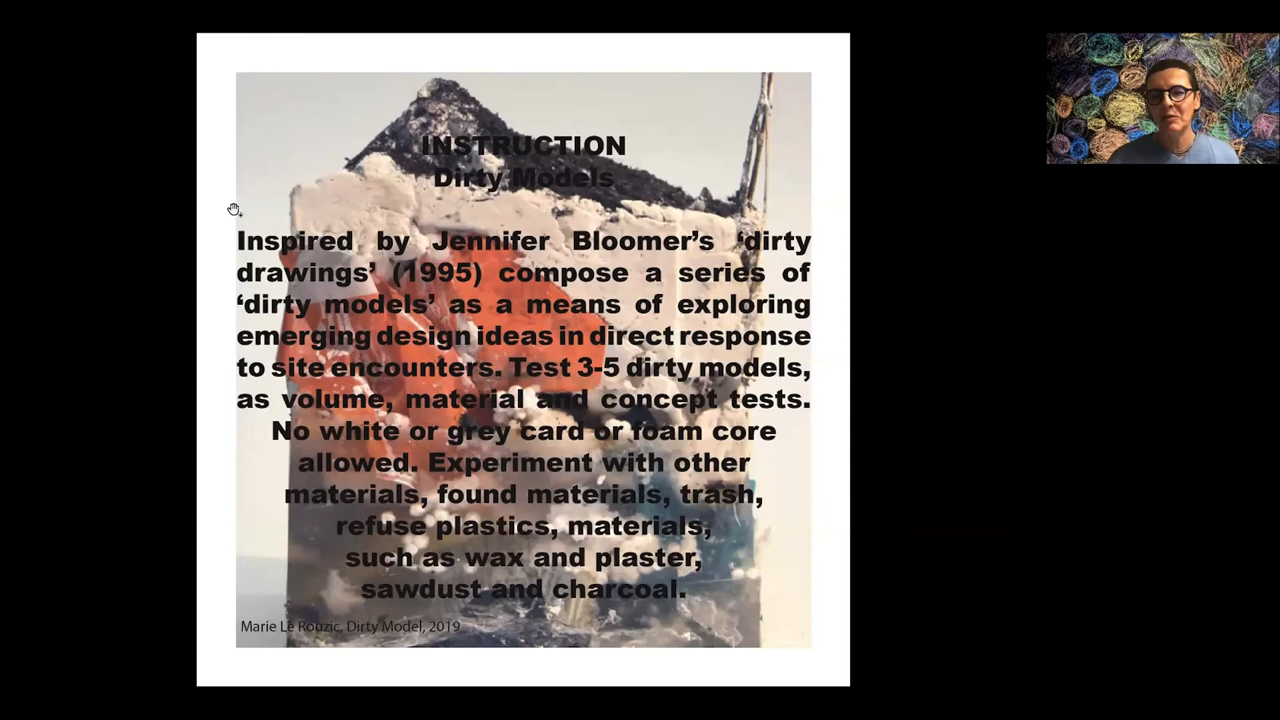 INSTRUCTION
Dirty Models
Inspired by Jennifer Bloomer’s ‘dirty
drawings’ (1995) compose a series of
‘dirty models’ as a means of exploring
emerging design ideas in direct response
to site encounters. Test 3-5 dirty models,
as volume, material and concept tests.
No white or grey card or foam core
allowed. Experiment with other
materials, found materials, trash,
refuse plastics, materials,
such as wax and plaster,
sawdust and charcoal.
Marie Le Rouzic, Dirty Model, 2019